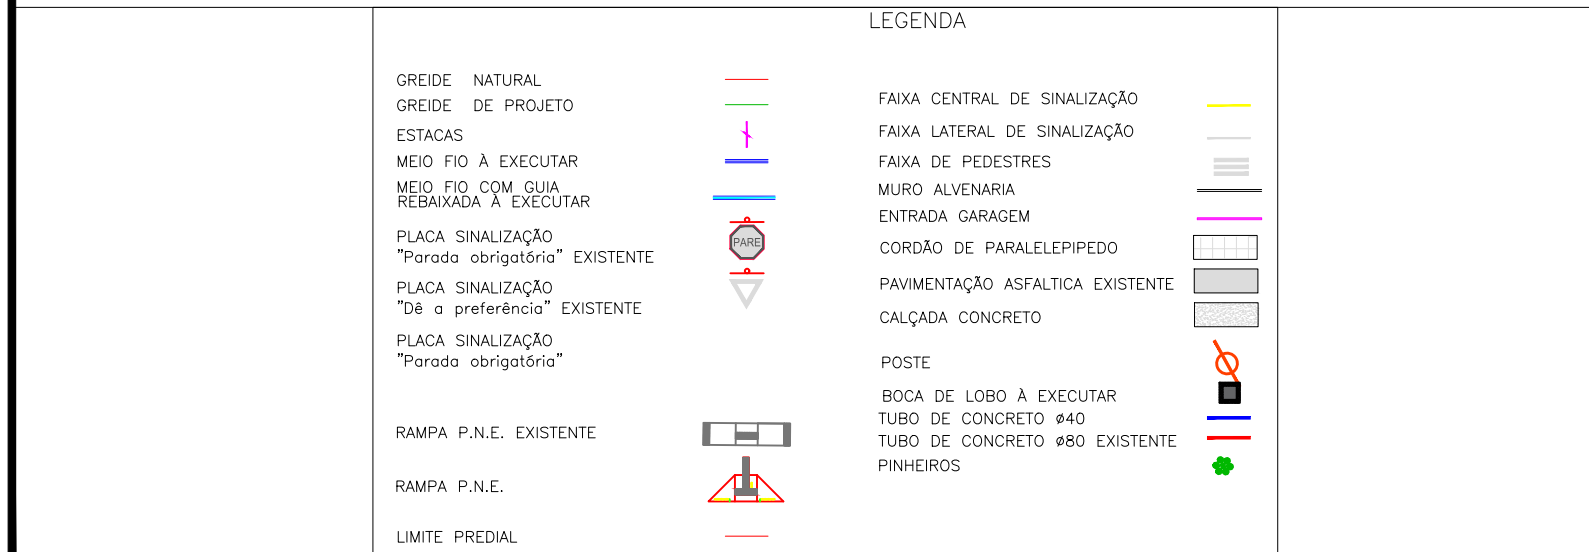 LEGENDA
GREIDE NATURAL
GREIDE DE PROJETO
ESTACAS
MEIO FIO À EXECUTAR
MEIO FIO COM GUIA
REBAIXADA À EXECUTAR
PLACA SINALIZAÇÃO
"Parada obrigatória" EXISTENTE
PARE
PLACA SINALIZAÇÃO
"Dê a preferência" EXISTENTE
PLACA SINALIZAÇÃO
"Parada obrigatória"
RAMPA P.N.E. EXISTENTE
RAMPA P.N.E.
LIMITE PREDIAL
FAIXA CENTRAL DE SINALIZAÇÃO
FAIXA LATERAL DE SINALIZAÇÃO
FAIXA DE PEDESTRES
MURO ALVENARIA
ENTRADA GARAGEM
CORDÃO DE PARALELEPIPEDO
PAVIMENTAÇÃO ASFALTICA EXISTENTE
CALÇADA CONCRETO
POSTE
BOCA DE LOBO À EXECUTAR
TUBO DE CONCRETO ø40
TUBO DE CONCRETO ø80 EXISTENTE
PINHEIROS